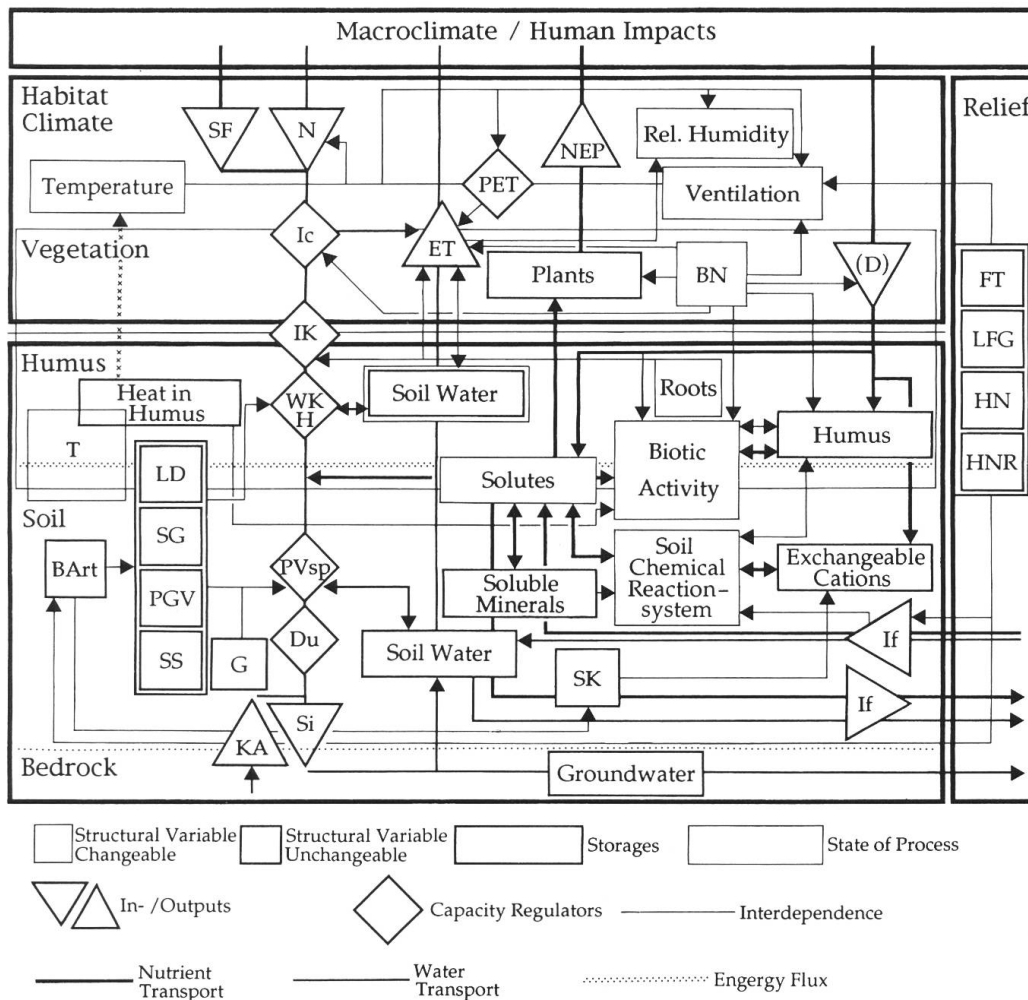 Macroclimate / Human Impacts
Habitat
Climate
Relief
SF
N
NEP
Rel. Humidity
Temperature
PET
Ventilation
Ic
ET
Vegetation
Plants
BN
(D)
FT
IK
LFG
Humus
Heat in
Humus
WK
H
Soil Water
Roots
HN
T
Biotic
Activity
Humus
HNR
LD
Solutes
Soil
SG
BArt
PVsp
Soil
Chemical
Reaction-
system
Exchangeable
Cations
Soluble
Minerals
PGV
Du
If
SS
G
Soil Water
SK
If
Si
KA
Bedrock
Groundwater
Structural Variable
Changeable
Structural Variable
Unchangeable
Storages
State of Process
In- /Outputs
Capacity Regulators
Interdependence
Nutrient
Transport
Water
Transport
Engergy Flux